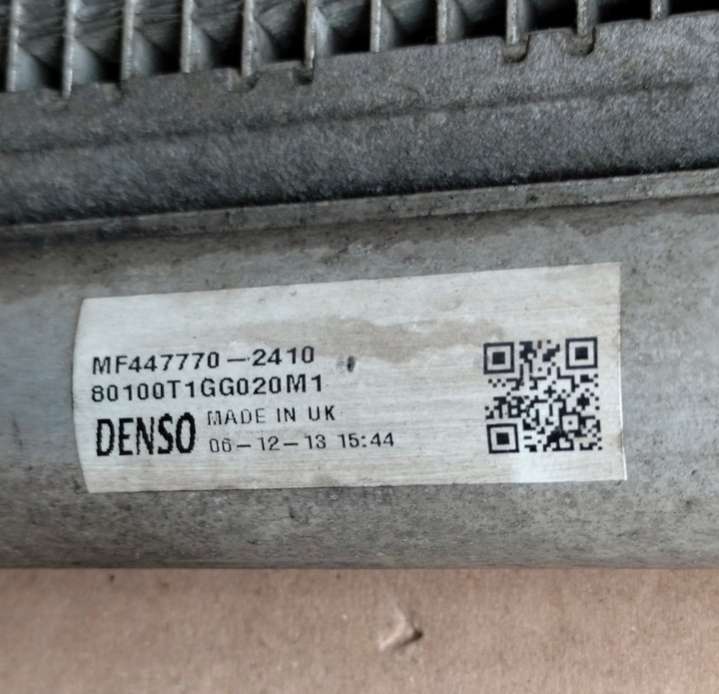 MF447770-2410
80100T1GG020M1
DENSO MADE IN UK
06-12-13 15:44